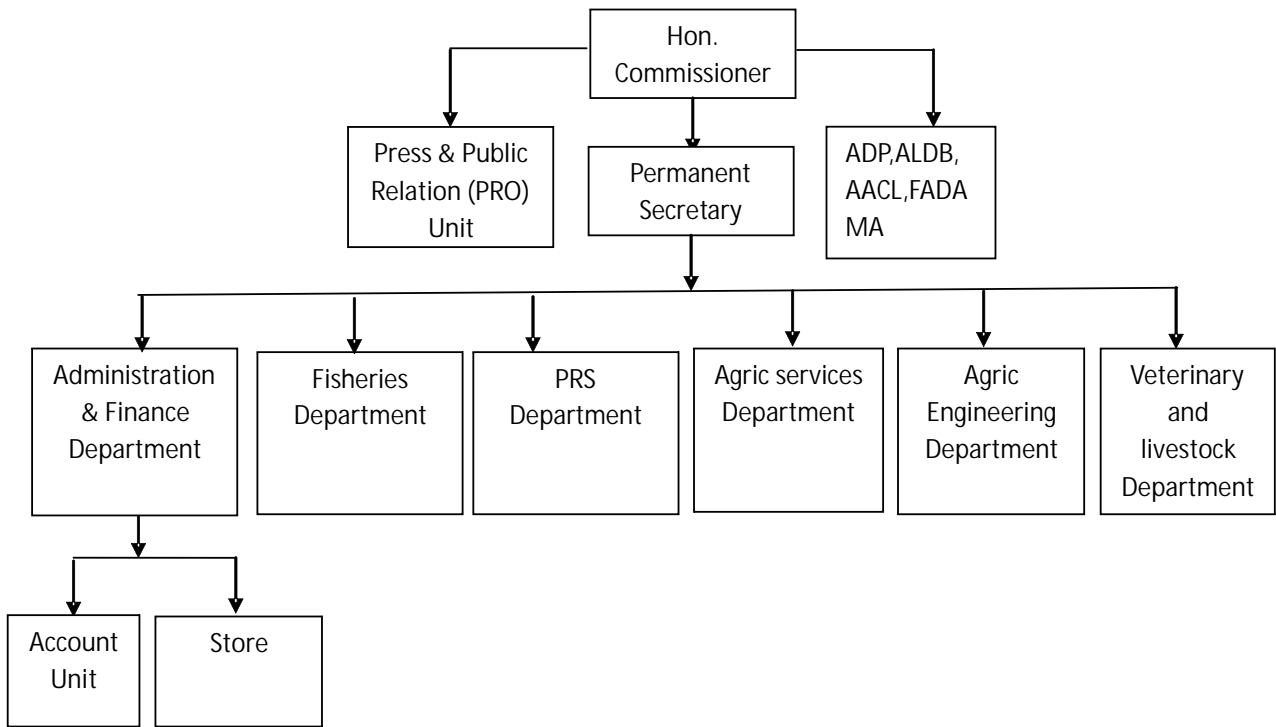 Hon.
Commissioner
Press & Public
Relation (PRO)
Unit
Permanent
Secretary
ADP,ALDB,
AACL,FADA
MA
Administration
& Finance
Department
Fisheries
Department
PRS
Department
Agric services
Department
Agric
Engineering
Department
Veterinary
and
livestock
Department
Account
Unit
Store